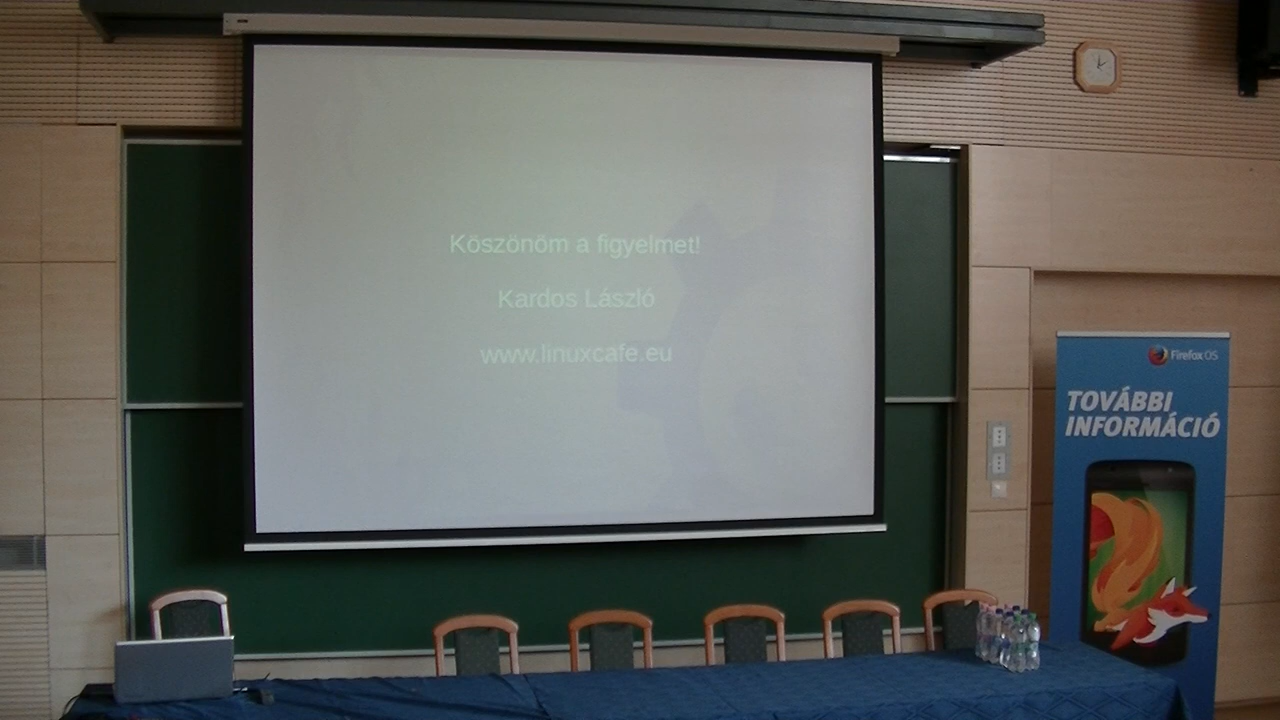 Köszönöm a figyelmet!
Kardos László
www.linuxcafe.eu
Firefox OS
TOVÁBBI
INFORMÁCIÓ